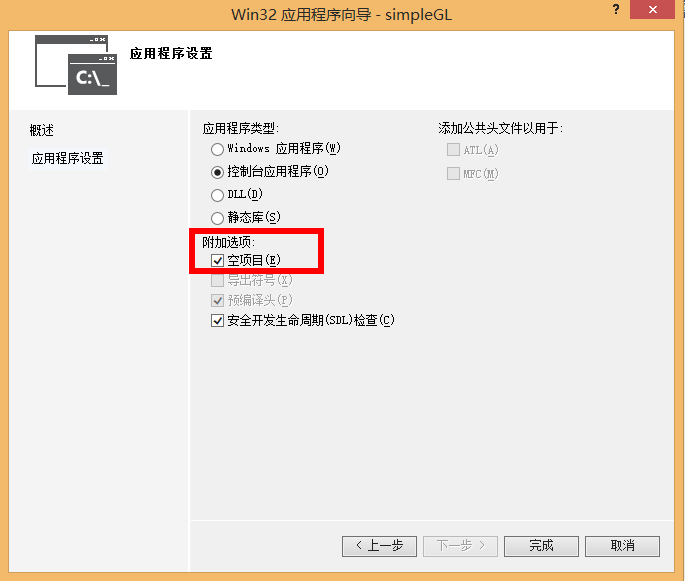 Win32 应用程序向导 - simpleGL
?
C:\_
应用程序设置
概述
应用程序设置
应用程序类型:
Windows 应用程序(W)
控制台应用程序(O)
DLL(D)
静态库(S)
附加选项:
空项目(E)
导出符号(X)
预编译头(P)
安全开发生命周期(SDL)检查(C)
添加公共头文件以用于:
ATL(A)
MFC(M)
< 上一步
下一步 >
完成
取消